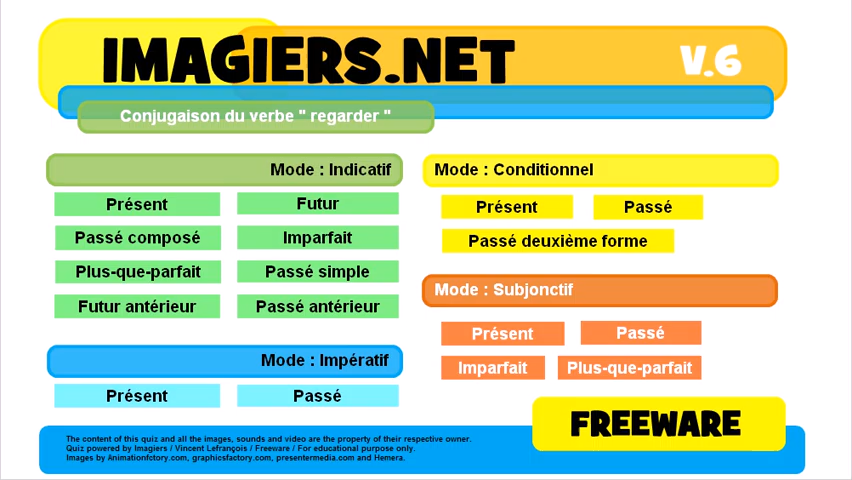 IMAGIERS.NET
V.6
Conjugaison du verbe " regarder "
Mode : Indicatif
Présent
Futur
Passé composé
Imparfait
Plus-que-parfait
Passé simple
Futur antérieur
Passé antérieur
Mode : Impératif
Présent
Passé
Mode : Conditionnel
Présent
Passé
Passé deuxième forme
Mode : Subjonctif
Présent
Passé
Imparfait
Plus-que-parfait
FREEWARE
The content of this quiz and all the images, sounds and video are the property of their respective owner.
Quiz powered by Imagiers / Vincent Lefrançois / Freeware / For educational purpose only.
Images by Animationfctory.com, graphicsfactory.com, presentermedia.com and Hemera.